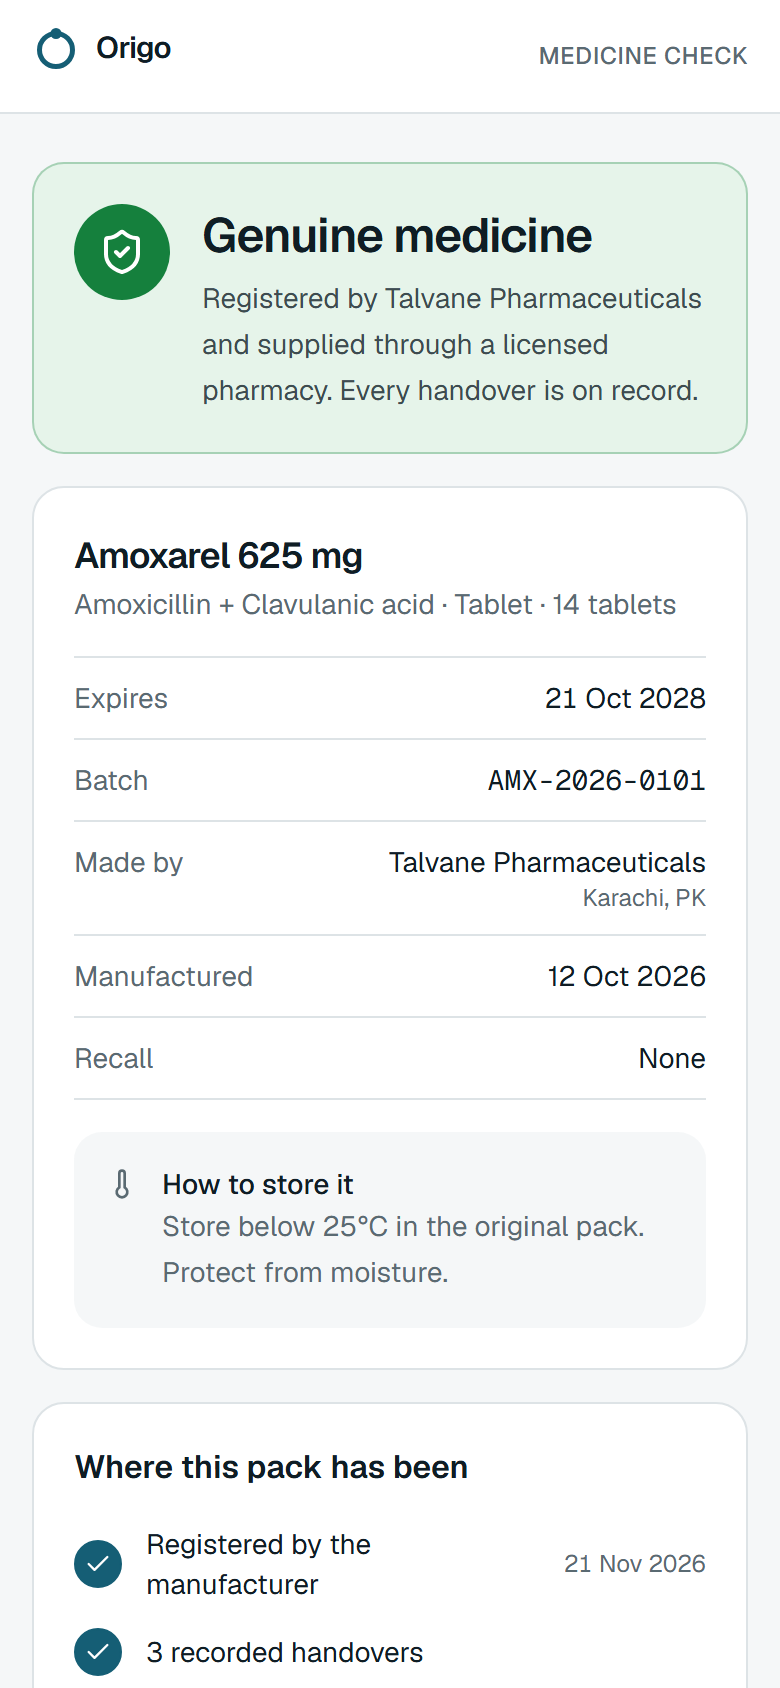 Origo
MEDICINE CHECK
Genuine medicine
Registered by Talvane Pharmaceuticals
and supplied through a licensed
pharmacy. Every handover is on record.
Amoxarel 625 mg
Amoxicillin + Clavulanic acid · Tablet · 14 tablets
Expires 21 Oct 2028
Batch AMX-2026-0101
Made by Talvane Pharmaceuticals
Karachi, PK
Manufactured 12 Oct 2026
Recall None
How to store it
Store below 25°C in the original pack.
Protect from moisture.
Where this pack has been
Registered by the
manufacturer
21 Nov 2026
3 recorded handovers